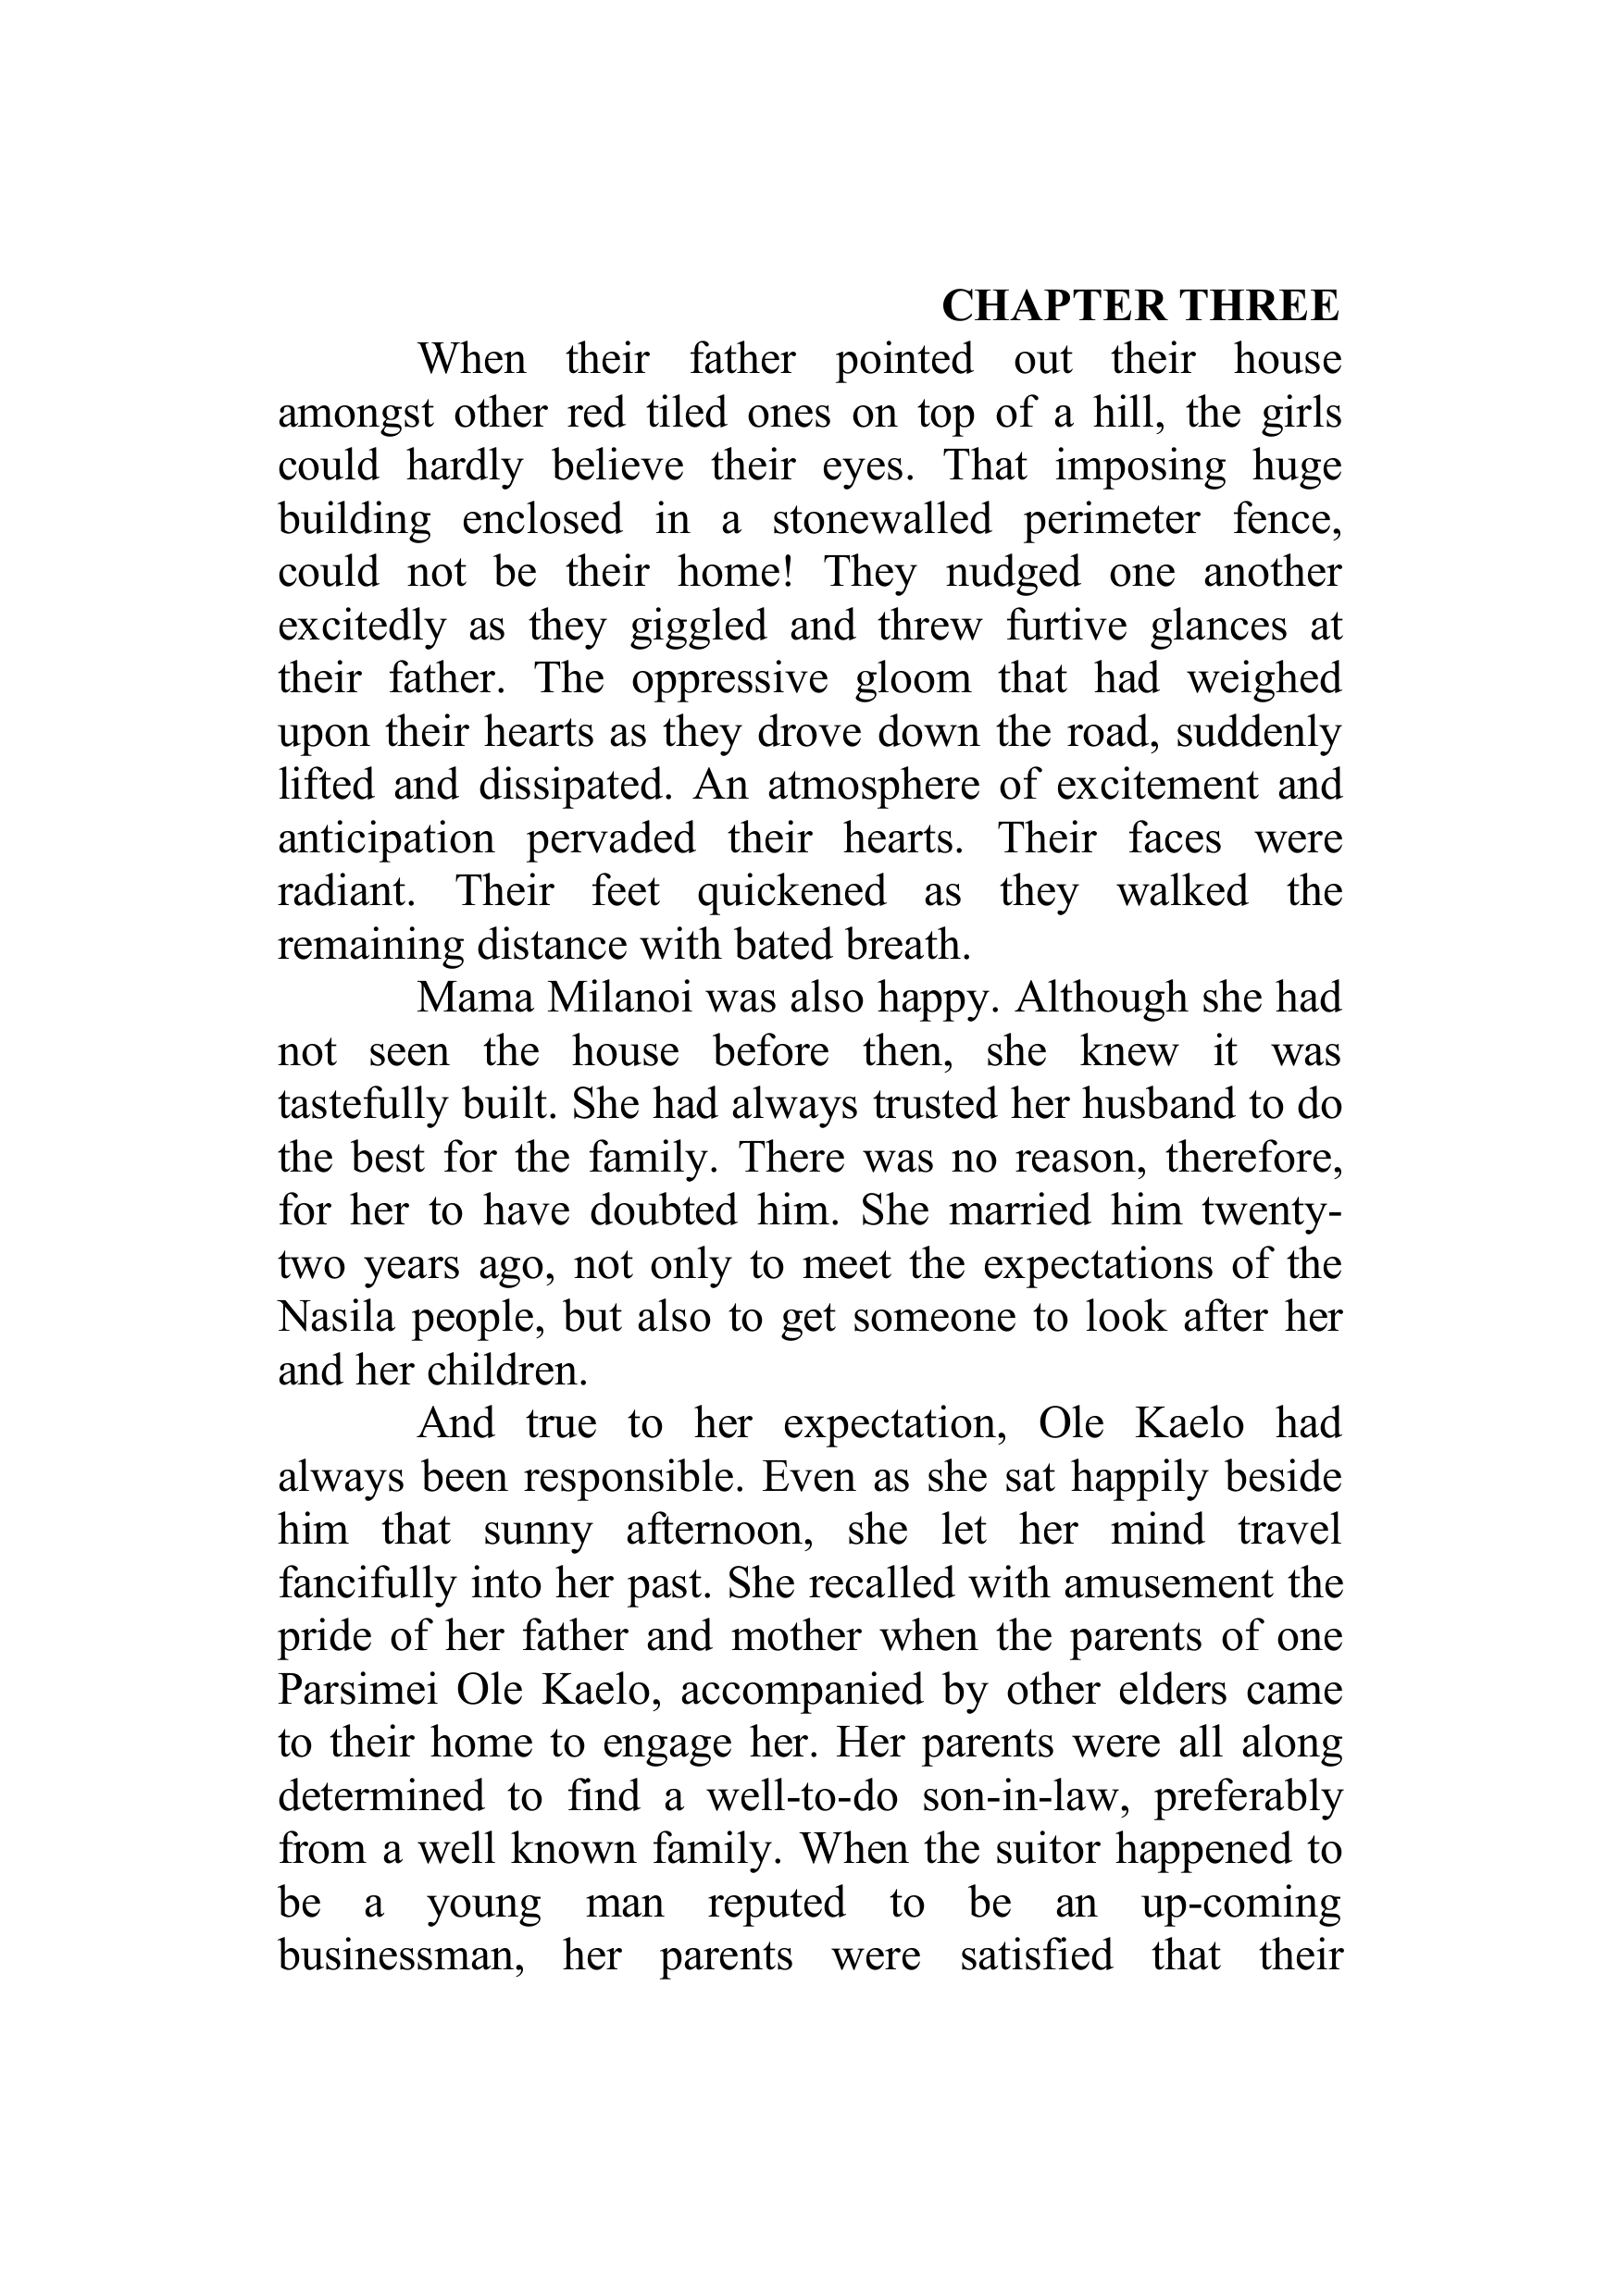 CHAPTER THREE
When their father pointed out their house
amongst other red tiled ones on top of a hill, the girls
could hardly believe their eyes. That imposing huge
building enclosed in a stonewalled perimeter fence,
could not be their home! They nudged one another
excitedly as they giggled and threw furtive glances at
their father. The oppressive gloom that had weighed
upon their hearts as they drove down the road, suddenly
lifted and dissipated. An atmosphere of excitement and
anticipation pervaded their hearts. Their faces were
radiant. Their feet quickened as they walked the
remaining distance with bated breath.
Mama Milanoi was also happy. Although she had
not seen the house before then, she knew it was
tastefully built. She had always trusted her husband to do
the best for the family. There was no reason, therefore,
for her to have doubted him. She married him twenty-
two years ago, not only to meet the expectations of the
Nasila people, but also to get someone to look after her
and her children.
And true to her expectation, Ole Kaelo had
always been responsible. Even as she sat happily beside
him that sunny afternoon, she let her mind travel
fancifully into her past. She recalled with amusement the
pride of her father and mother when the parents of one
Parsimei Ole Kaelo, accompanied by other elders came
to their home to engage her. Her parents were all along
determined to find a well-to-do son-in-law, preferably
from a well known family. When the suitor happened to
be a young man reputed to be an up-coming
businessman, her parents were satisfied that their